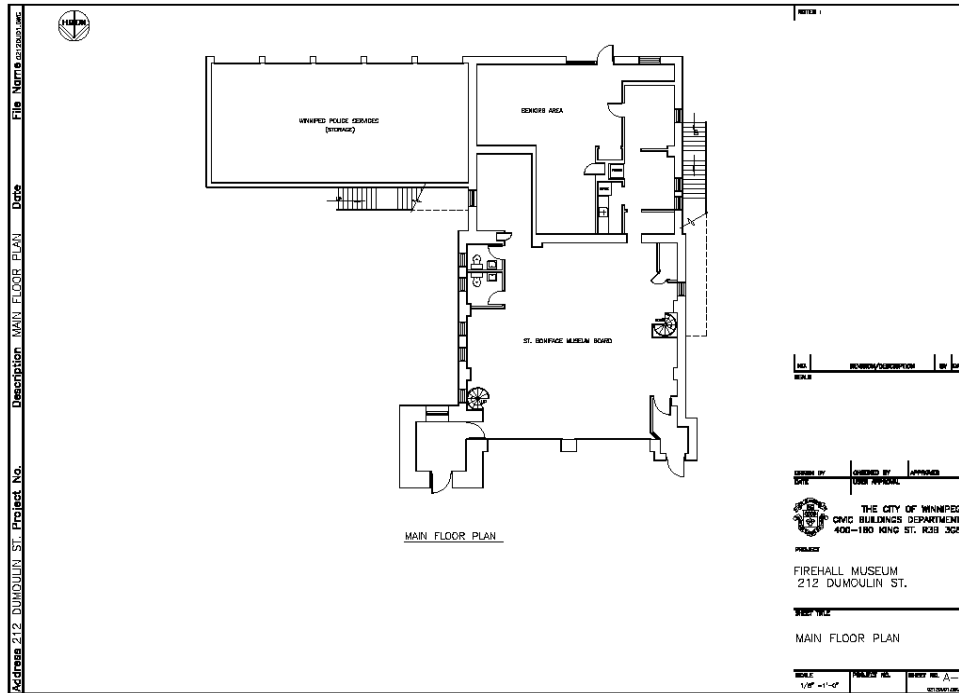 NOTES :
WINNIPED POLICE SERVICES
(STORAGE)
SENIORS AREA
ST. BONIFACE MUSEUM BOARD
UP
MAIN FLOOR PLAN
File Name
Date
Description MAIN FLOOR PLAN
Project No.
Address 212 DUMOULIN ST.
NO. REVISION/DESCRIPTION BY
SCALE
DRAWN BY CHECKED BY APPROVED
DATE USER APPROVAL
THE CITY OF WINNIPEG
CIVIC BUILDINGS DEPARTMENT
400-180 KING ST. R3B
PROJECT
FIREHALL MUSEUM
212 DUMOULIN ST.
SHEET TITLE
MAIN FLOOR PLAN
SCALE PROJECT NO. SHEET NO. A-
1/8" =1'-0"